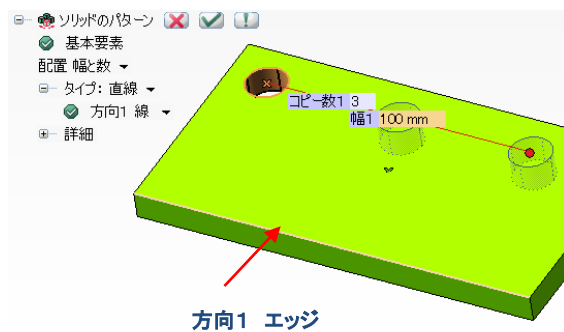 ソリッドのパターン
基本要素
配置 幅と数
タイプ: 直線
方向1 線
詳細
コピー数1 3
幅1 100 mm
方向1 エッジ